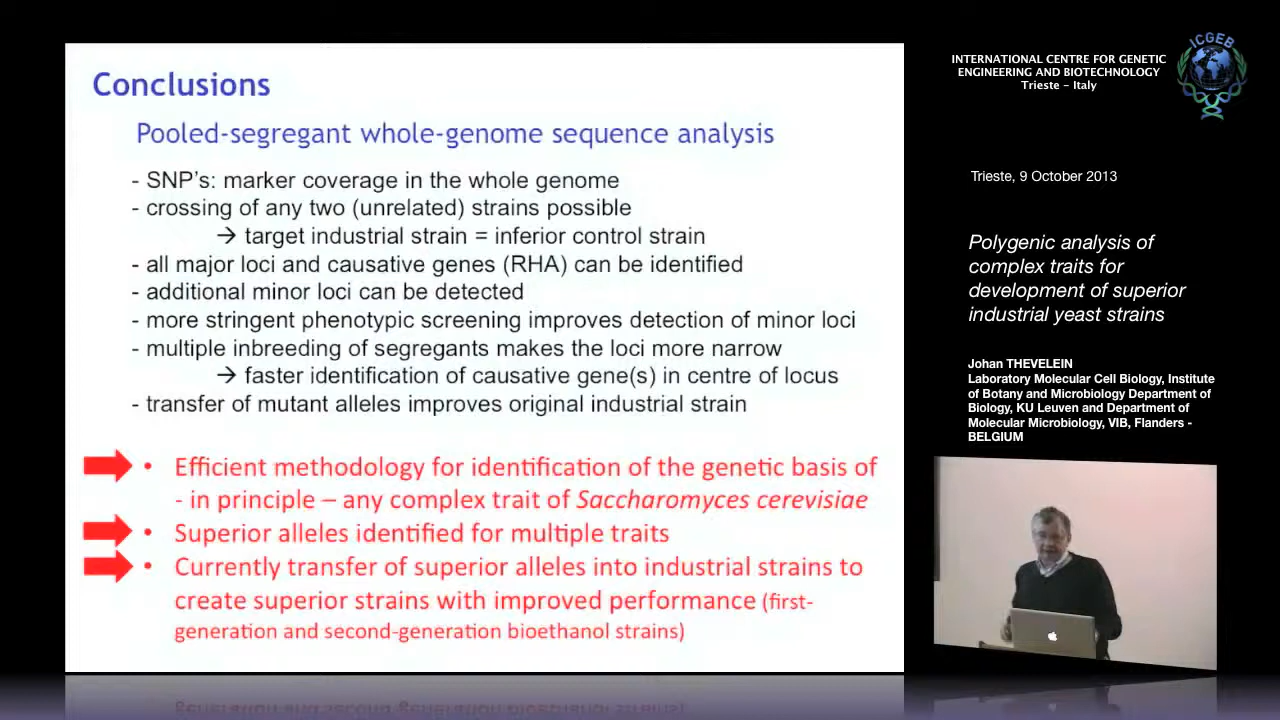 Conclusions
Pooled-segregant whole-genome sequence analysis
- SNP's: marker coverage in the whole genome
- crossing of any two (unrelated) strains possible
→ target industrial strain = inferior control strain
- all major loci and causative genes (RHA) can be identified
- additional minor loci can be detected
- more stringent phenotypic screening improves detection of minor loci
- multiple inbreeding of segregants makes the loci more narrow
→ faster identification of causative gene(s) in centre of locus
- transfer of mutant alleles improves original industrial strain
• Efficient methodology for identification of the genetic basis of
- in principle – any complex trait of Saccharomyces cerevisiae
• Superior alleles identified for multiple traits
• Currently transfer of superior alleles into industrial strains to
create superior strains with improved performance (first-
generation and second-generation bioethanol strains)
INTERNATIONAL CENTRE FOR GENETIC
ENGINEERING AND BIOTECHNOLOGY
Trieste - Italy
ICGEB
Trieste, 9 October 2013
Polygenic analysis of
complex traits for
development of superior
industrial yeast strains
Johan THEVELEIN
Laboratory Molecular Cell Biology, Institute
of Botany and Microbiology Department of
Biology, KU Leuven and Department of
Molecular Microbiology, VIB, Flanders -
BELGIUM